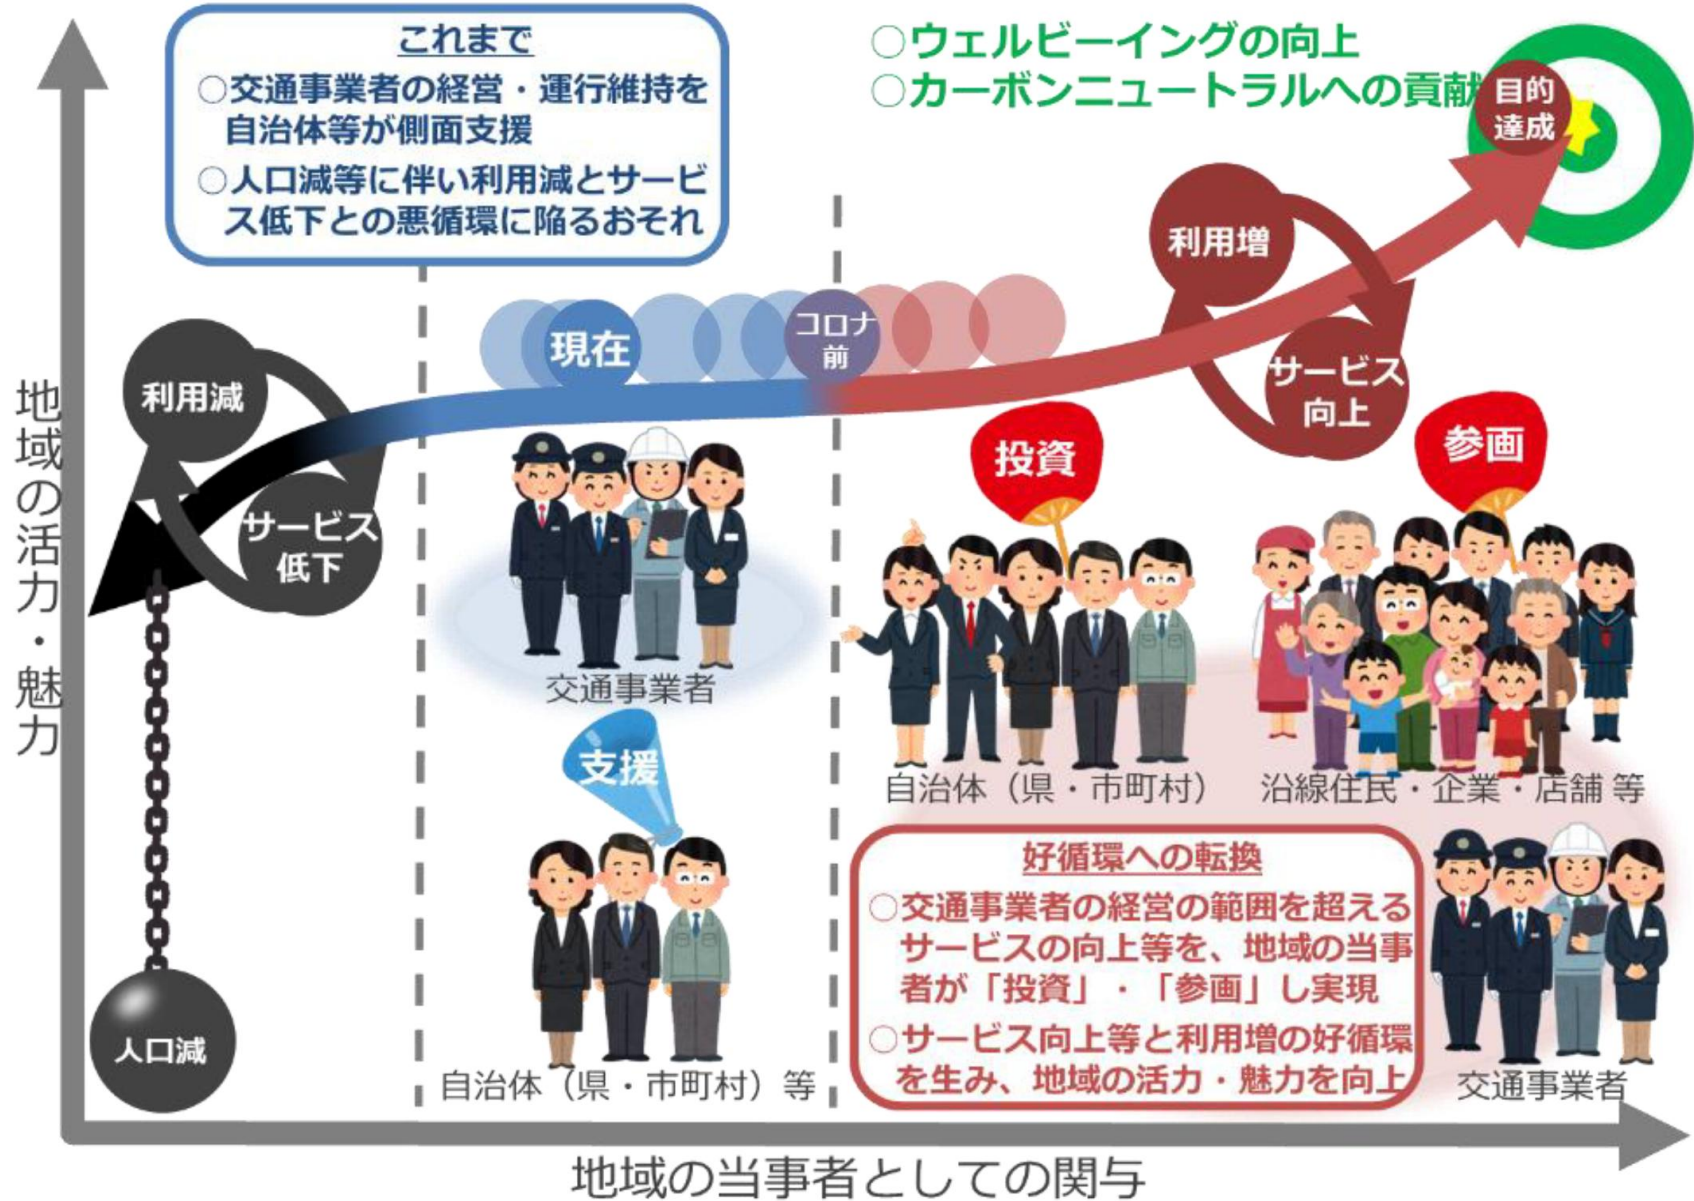 これまで
○交通事業者の経営・運行維持を
自治体等が側面支援
○人口減等に伴い利用減とサービ
ス低下との悪循環に陥るおそれ
○ウェルビーイングの向上
○カーボンニュートラルへの貢献
目的
達成
利用増
サービス
向上
コロナ
前
現在
利用減
サービス
低下
地域の活力・魅力
投資
参画
交通事業者
支援
自治体（県・市町村）
沿線住民・企業・店舗 等
好循環への転換
○交通事業者の経営の範囲を超える
サービスの向上等を、地域の当事
者が「投資」・「参画」し実現
○サービス向上等と利用増の好循環
を生み、地域の活力・魅力を向上
人口減
自治体（県・市町村）等
交通事業者
地域の当事者としての関与